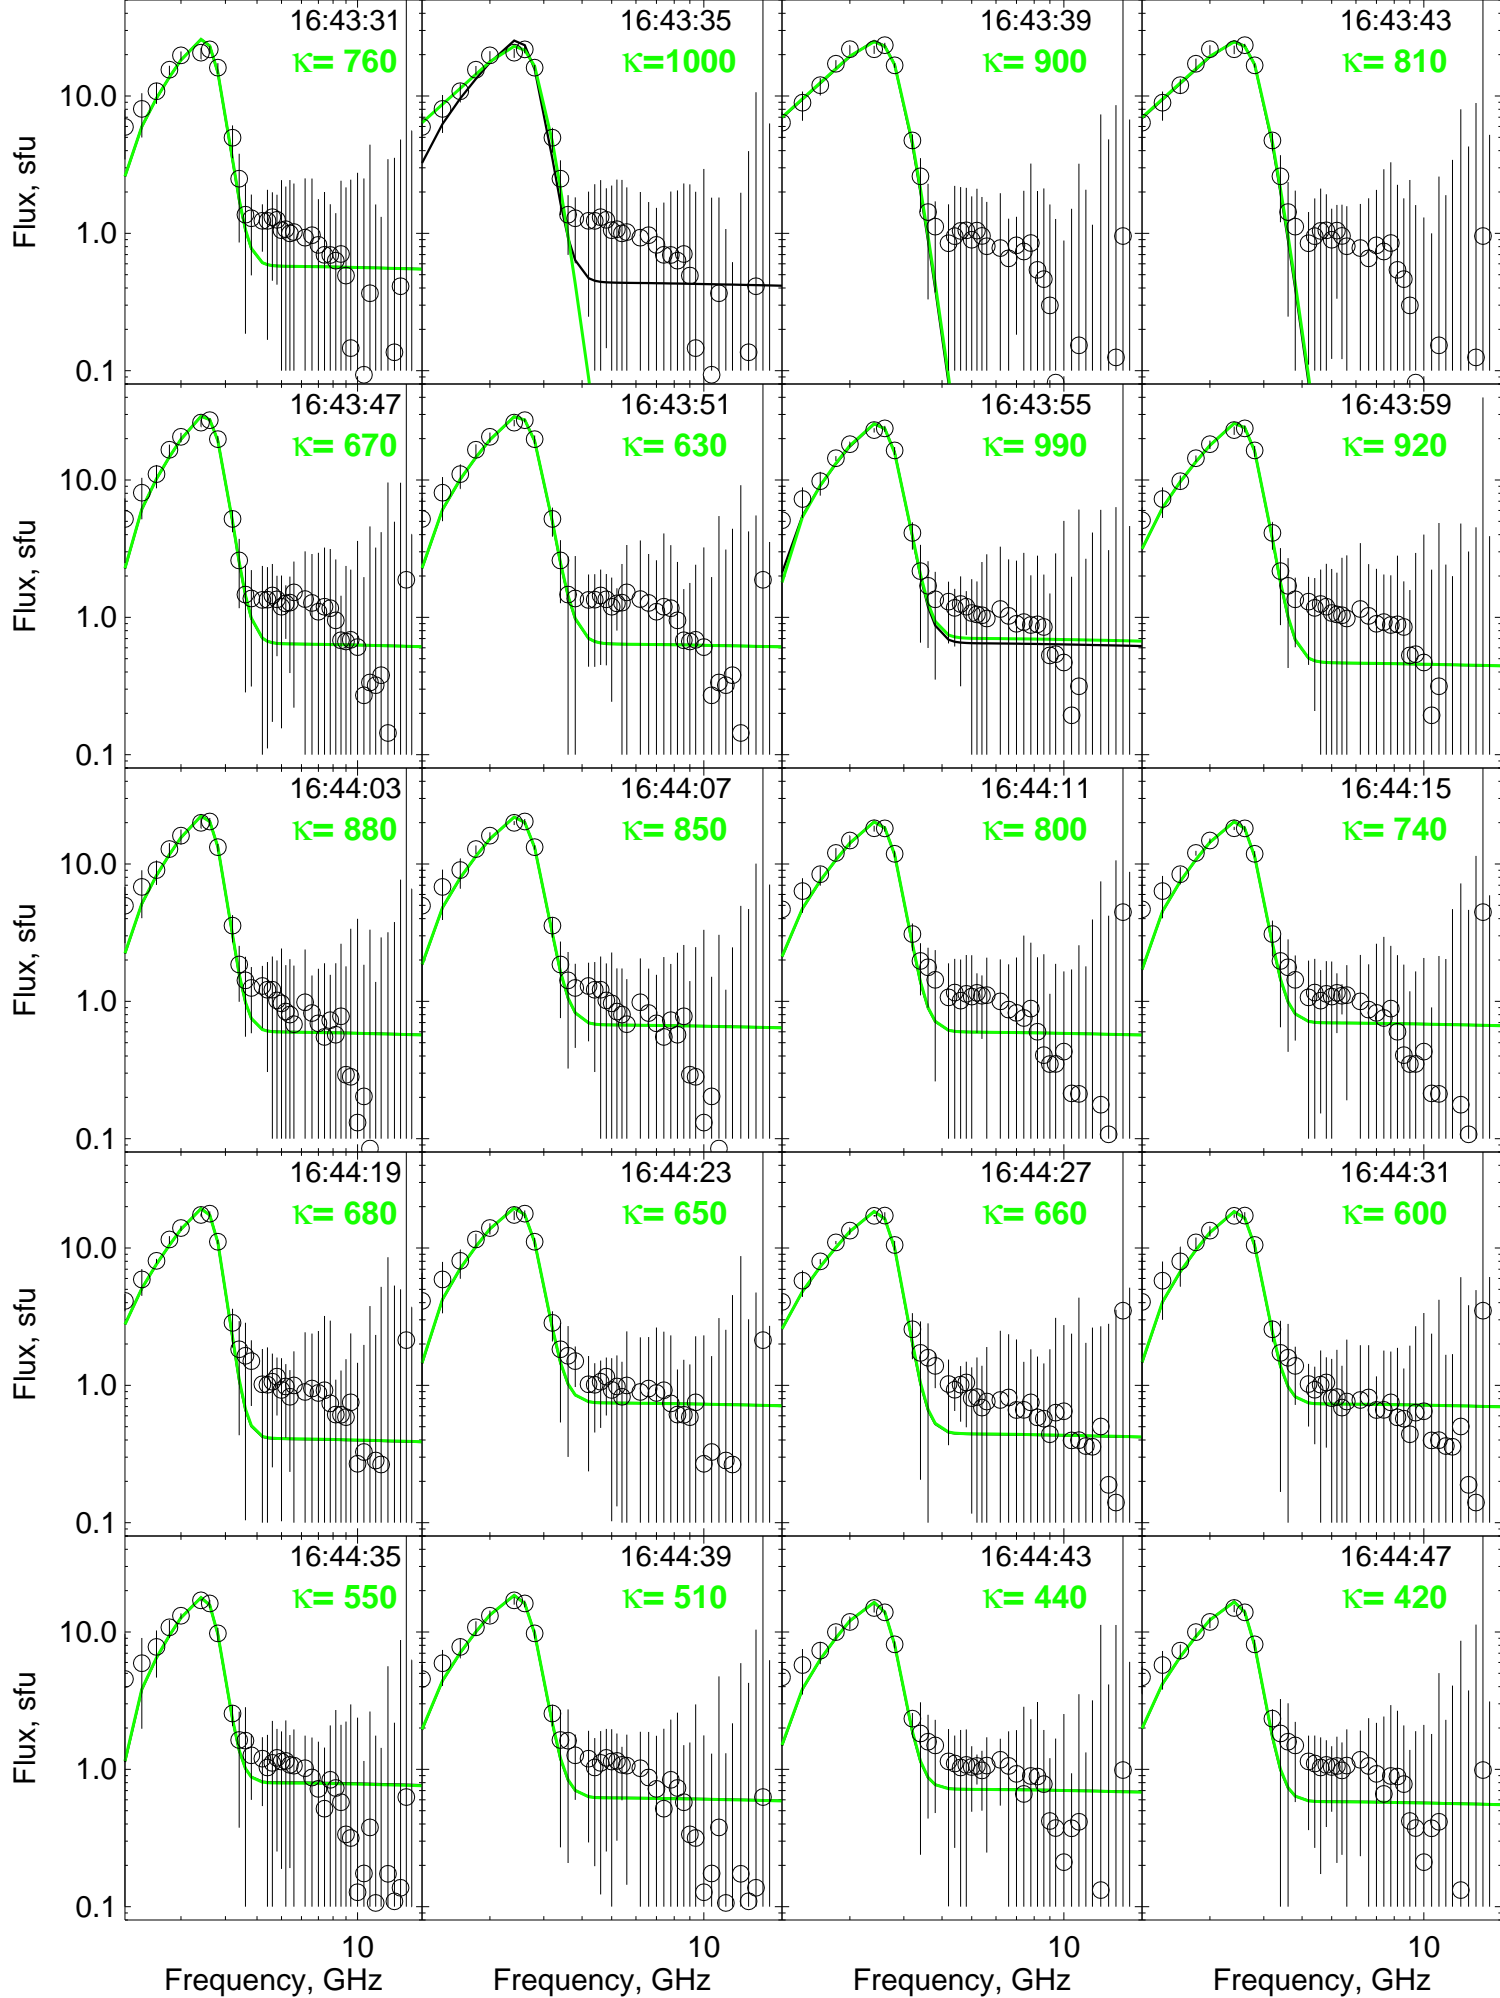 16:43:31 16:43:35 16:43:39 16:43:43
κ= 760 κ=1000 κ= 900 κ= 810
10.0
Flux, sfu
1.0
0.1
16:43:47 16:43:51 16:43:55 16:43:59
κ= 670 κ= 630 κ= 990 κ= 920
10.0
Flux, sfu
1.0
0.1
16:44:03 16:44:07 16:44:11 16:44:15
κ= 880 κ= 850 κ= 800 κ= 740
10.0
Flux, sfu
1.0
0.1
16:44:19 16:44:23 16:44:27 16:44:31
κ= 680 κ= 650 κ= 660 κ= 600
10.0
Flux, sfu
1.0
0.1
16:44:35 16:44:39 16:44:43 16:44:47
κ= 550 κ= 510 κ= 440 κ= 420
10.0
Flux, sfu
1.0
0.1
10 10 10 10
Frequency, GHz Frequency, GHz Frequency, GHz Frequency, GHz